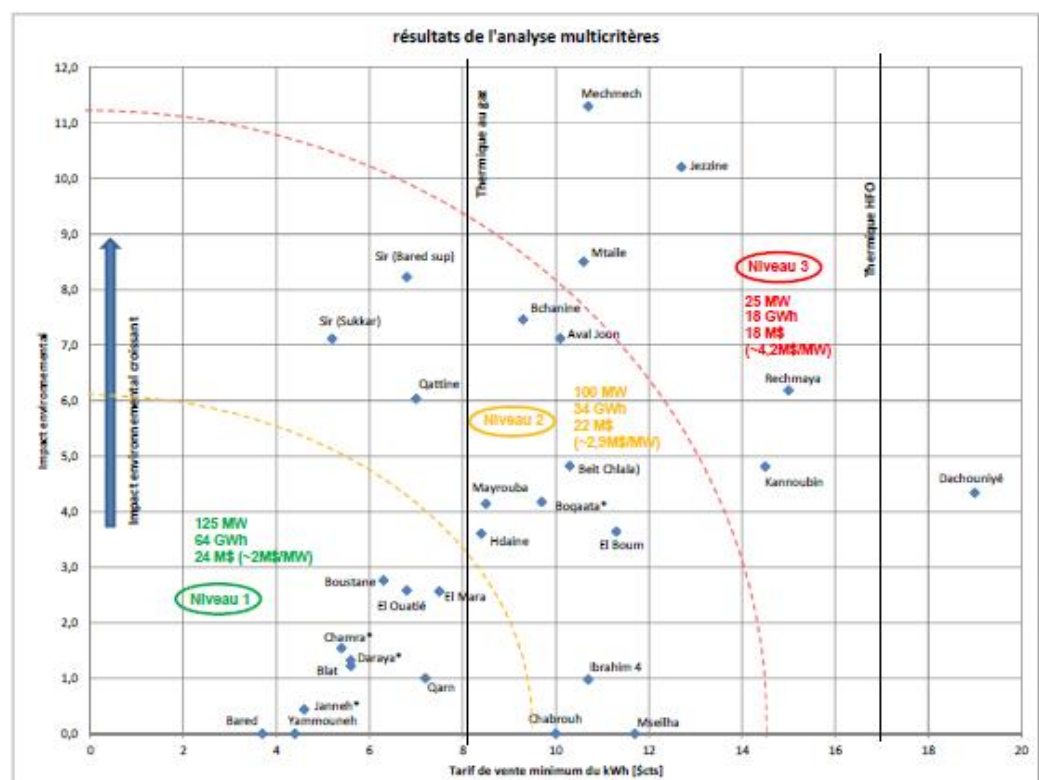 résultats de l'analyse multicritères
12,0
11,0
10,0
9,0
8,0
7,0
6,0
5,0
4,0
3,0
2,0
1,0
0,0
Impact environnemental
Impact environnemental croissant
Thermique au gaz
Thermique HFO
Mechmech
Jezzine
Mtaile
Sir (Bared sup)
Niveau 3
25 MW
18 GWh
18 M$
(~4,2M$/MW)
Bchanine
Sir (Sukkar)
Aval Joon
Rechmaya
Qattine
Niveau 2
100 MW
34 GWh
22 M$
(~2,9M$/MW)
Beit Chlala)
Kannoubin
Dachouniyé
Mayrouba
Boqaata*
Hdaine
El Boum
125 MW
64 GWh
24 M$ (~2M$/MW)
Niveau 1
Boustane
El Ouatié
El Mara
Chamra*
Daraya*
Blat
Qarn
Ibrahim 4
Janneh*
Bared
Yammouneh
Chabrouh
Mseilha
0
2
4
6
8
10
12
14
16
18
20
Tarif de vente minimum du kWh [$cts]